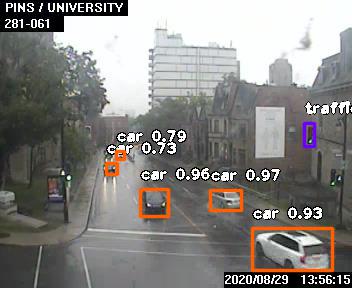 PINS / UNIVERSITY
281-061
traffi
car 0.79
car 0.73
car 0.96
car 0.97
car 0.93
2020/08/29 13:56:15